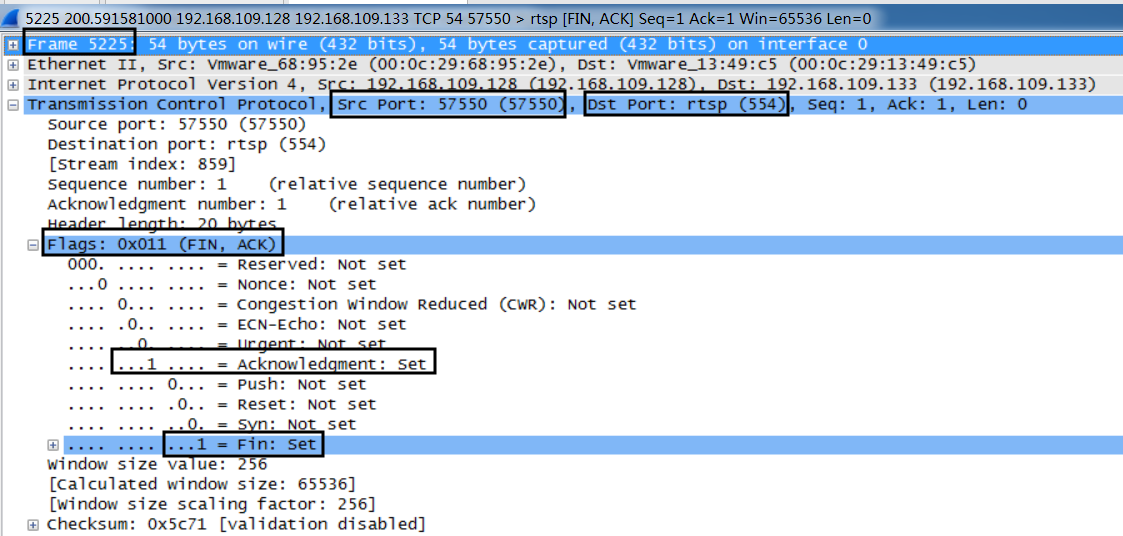 5225 200.591581000 192.168.109.128 192.168.109.133 TCP 54 57550 > rtsp [FIN, ACK] Seq=1 Ack=1 Win=65536 Len=0
Frame 5225: 54 bytes on wire (432 bits), 54 bytes captured (432 bits) on interface 0
Ethernet II, Src: Vmware_68:95:2e (00:0c:29:68:95:2e), Dst: Vmware_13:49:c5 (00:0c:29:13:49:c5)
Internet Protocol Version 4, Src: 192.168.109.128 (192.168.109.128), Dst: 192.168.109.133 (192.168.109.133)
Transmission Control Protocol, Src Port: 57550 (57550), Dst Port: rtsp (554), Seq: 1, Ack: 1, Len: 0
Source port: 57550 (57550)
Destination port: rtsp (554)
[Stream index: 859]
Sequence number: 1    (relative sequence number)
Acknowledgment number: 1    (relative ack number)
Header length: 20 bytes
Flags: 0x011 (FIN, ACK)
000. .... .... = Reserved: Not set
...0 .... .... = Nonce: Not set
.... 0... .... = Congestion Window Reduced (CWR): Not set
.... .0.. .... = ECN-Echo: Not set
.... ..0. .... = Urgent: Not set
.... ...1 .... = Acknowledgment: Set
.... .... 0... = Push: Not set
.... .... .0.. = Reset: Not set
.... .... ..0. = Syn: Not set
.... .... ...1 = Fin: Set
Window size value: 256
[Calculated window size: 65536]
[Window size scaling factor: 256]
Checksum: 0x5c71 [validation disabled]